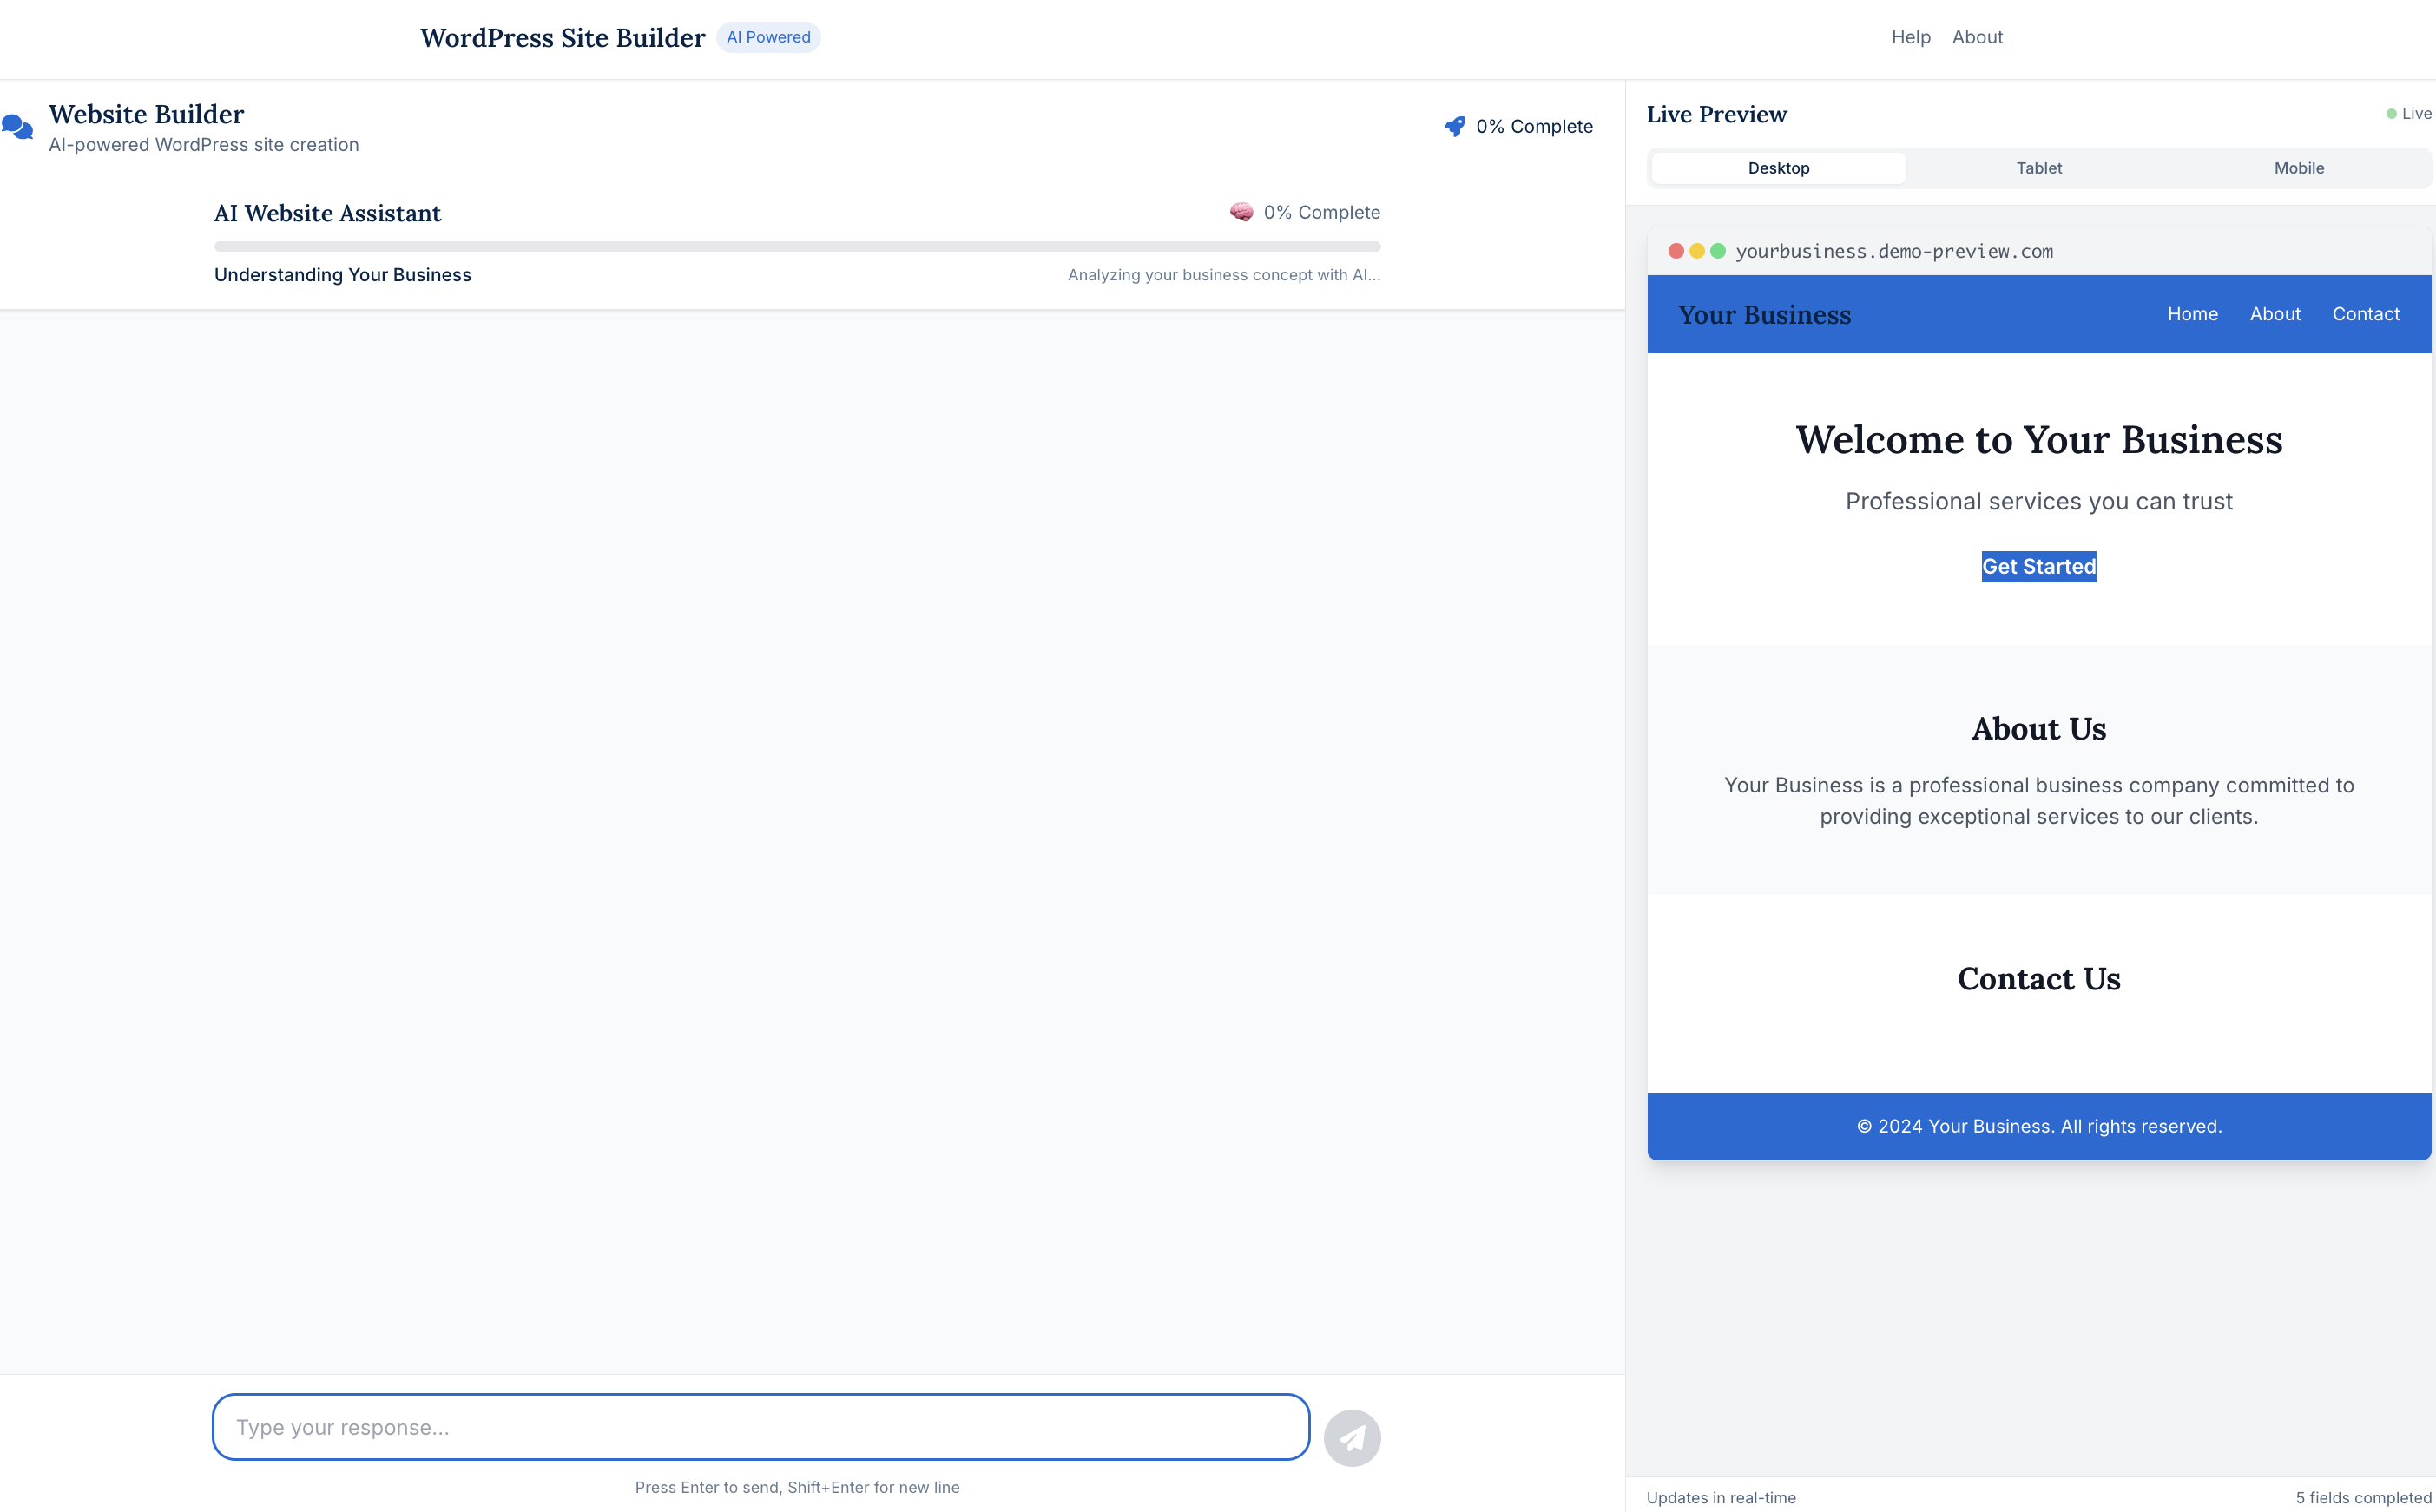 WordPress Site Builder AI Powered
Help About
Website Builder
AI-powered WordPress site creation
0% Complete
AI Website Assistant
0% Complete
Understanding Your Business
Analyzing your business concept with AI...
Type your response...
Press Enter to send, Shift+Enter for new line
Live Preview
Live
Desktop Tablet Mobile
yourbusiness.demo-preview.com
Your Business
Home About Contact
Welcome to Your Business
Professional services you can trust
Get Started
About Us
Your Business is a professional business company committed to
providing exceptional services to our clients.
Contact Us
© 2024 Your Business. All rights reserved.
Updates in real-time
5 fields completed